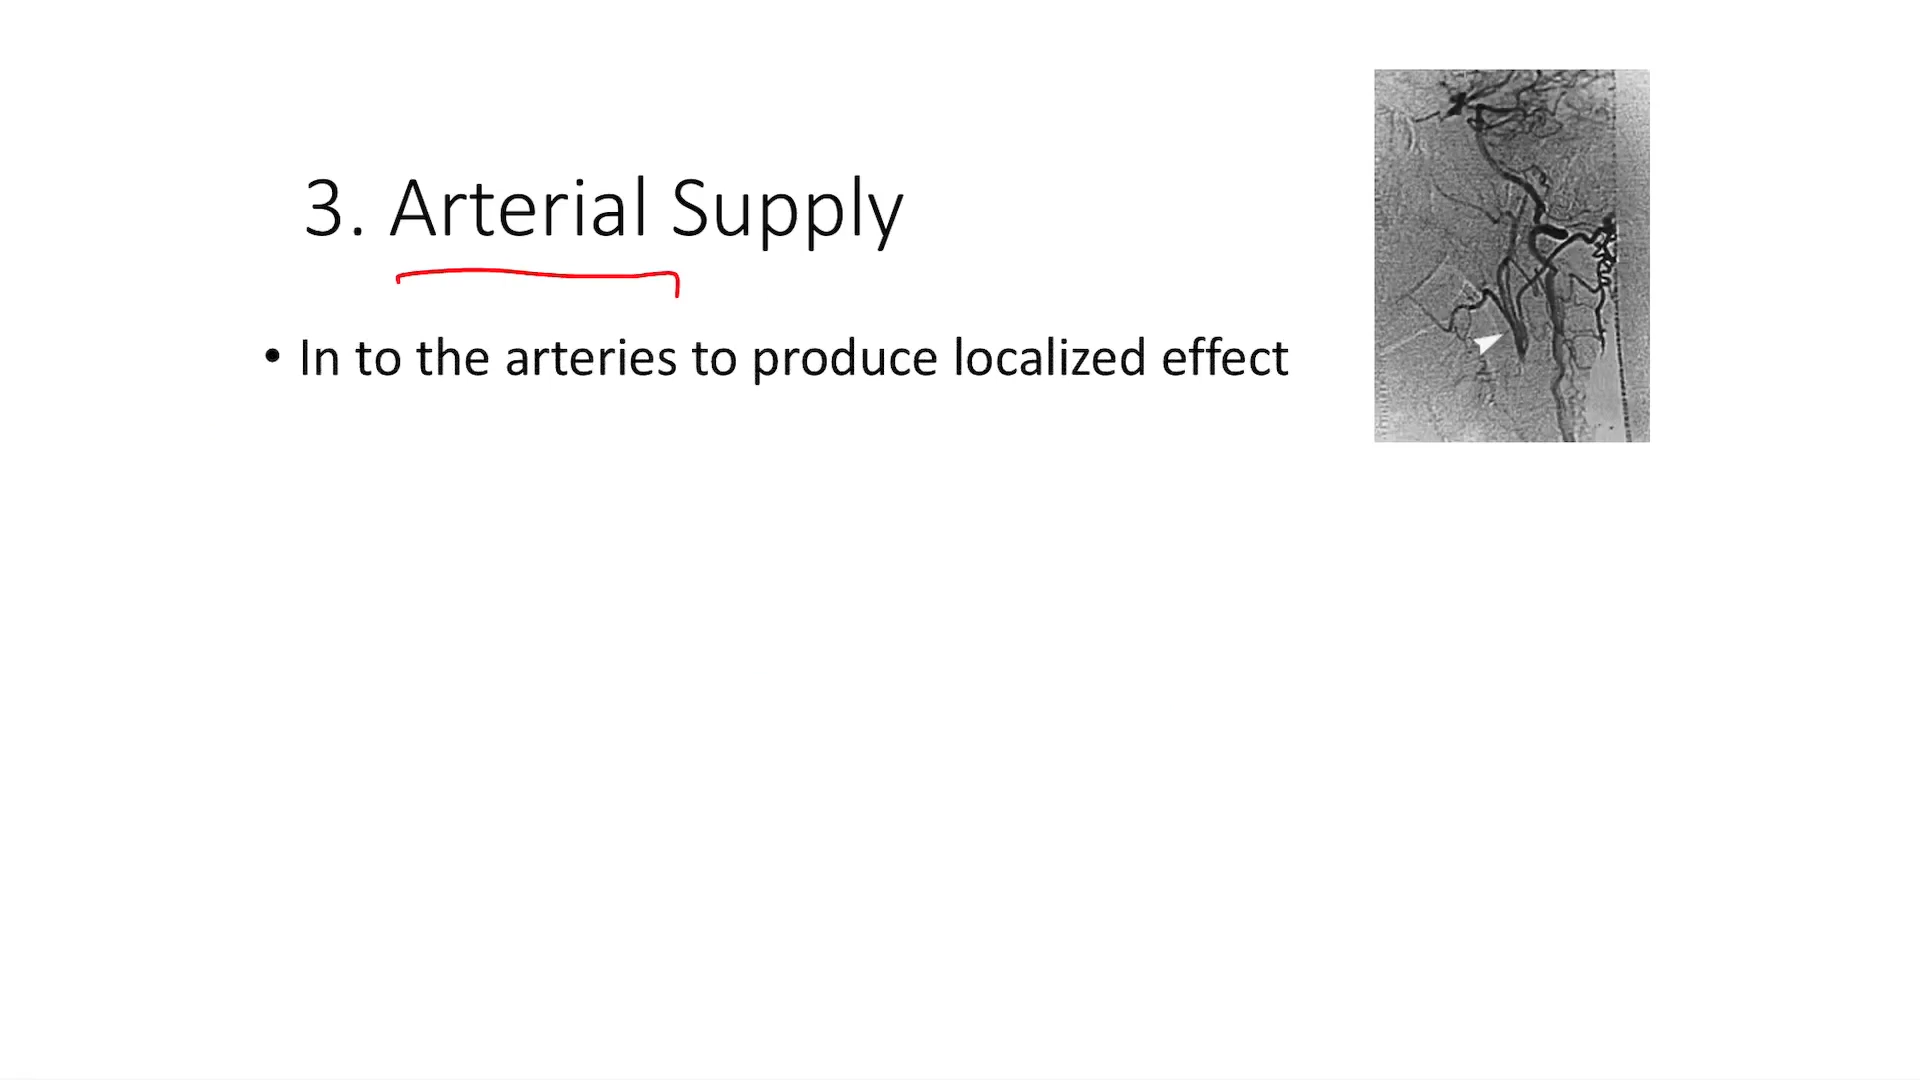 3. Arterial Supply
• In to the arteries to produce localized effect